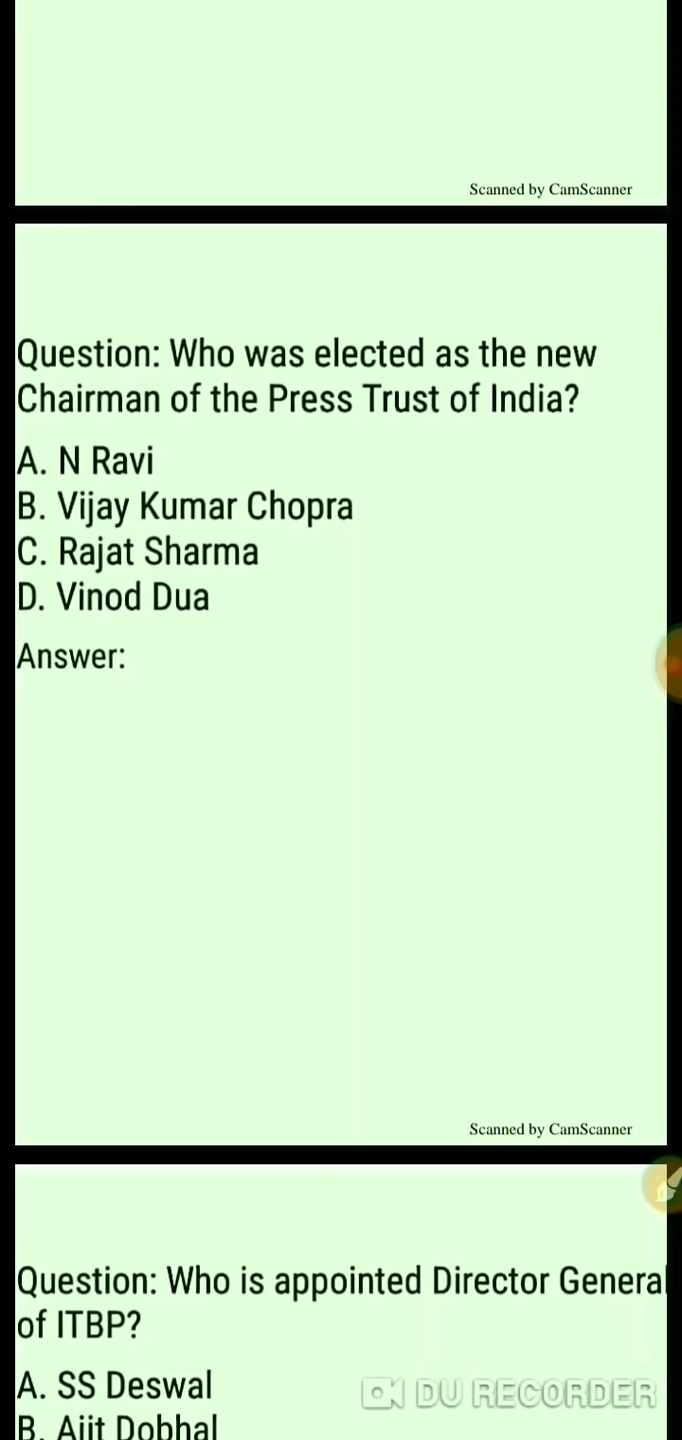 Scanned by CamScanner
Question: Who was elected as the new
Chairman of the Press Trust of India?
A. N Ravi
B. Vijay Kumar Chopra
C. Rajat Sharma
D. Vinod Dua
Answer:
Scanned by CamScanner
Question: Who is appointed Director General
of ITBP?
A. SS Deswal
DU RECORDER
B. Ajit Dobhal